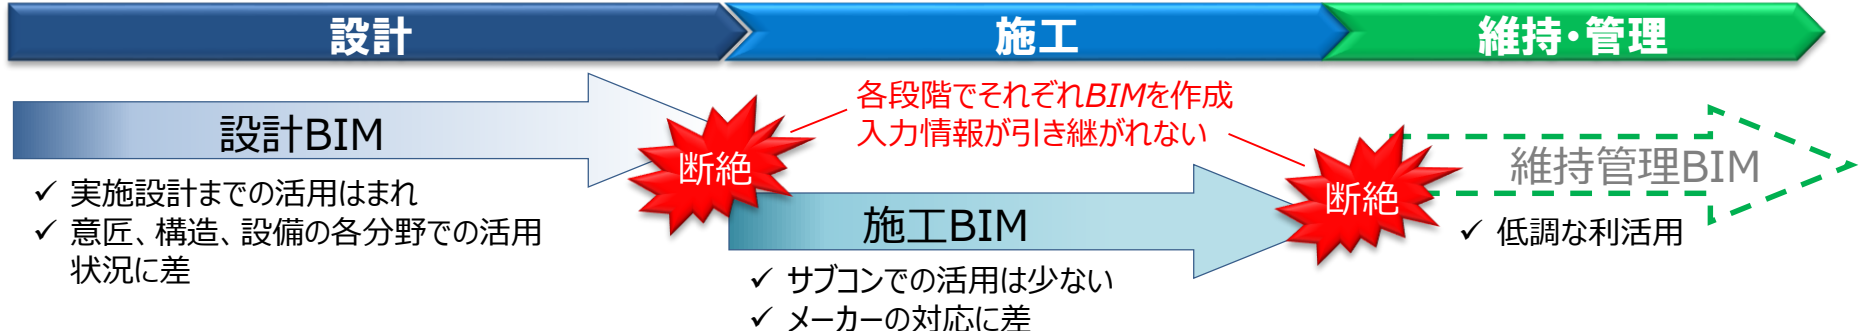 設計
施工
維持・管理
各段階でそれぞれBIMを作成
入力情報が引き継がれない
設計BIM
断絶
維持管理BIM
断絶
✓ 実施設計までの活用はまれ
✓ 意匠、構造、設備の各分野での活用
状況に差
施工BIM
✓ 低調な利活用
✓ サブコンでの活用は少ない
✓ メーカーの対応に差